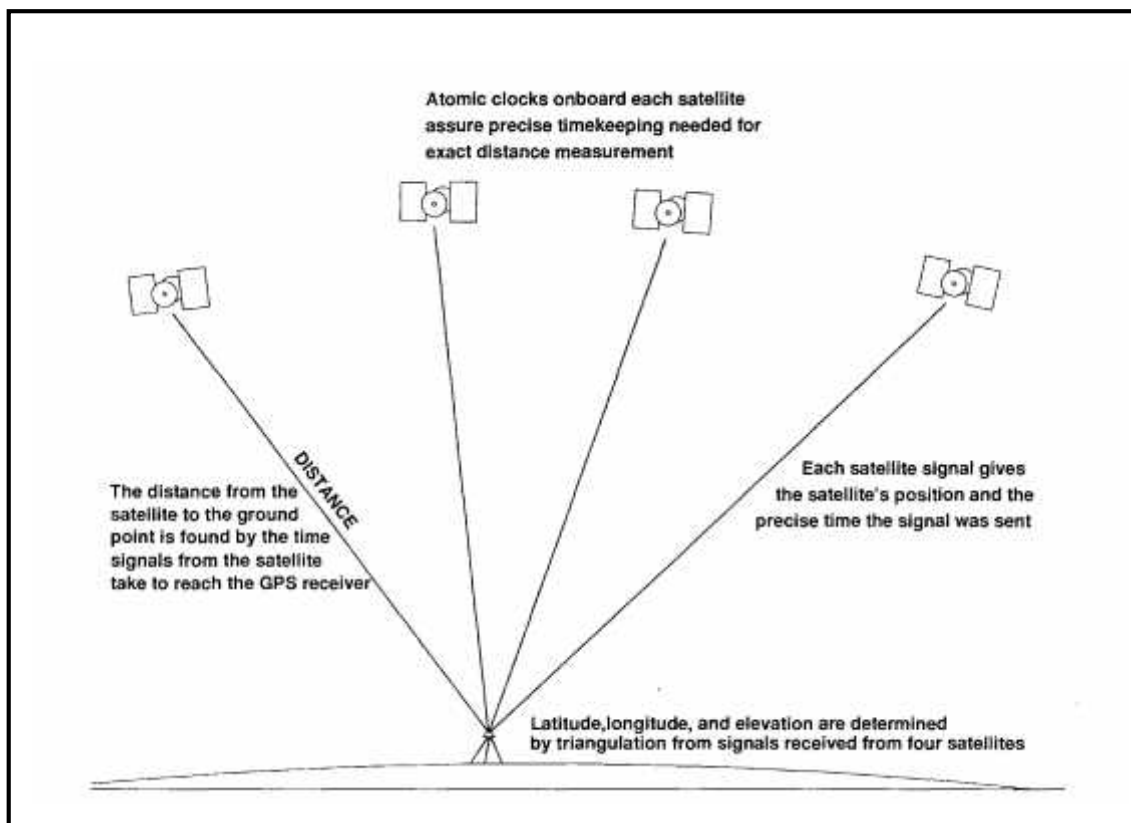 Atomic clocks onboard each satellite
assure precise timekeeping needed for
exact distance measurement
DISTANCE
The distance from the
satellite to the ground
point is found by the time
signals from the satellite
take to reach the GPS receiver
Each satellite signal gives
the satellite's position and the
precise time the signal was sent
Latitude,longitude, and elevation are determined
by triangulation from signals received from four satellites